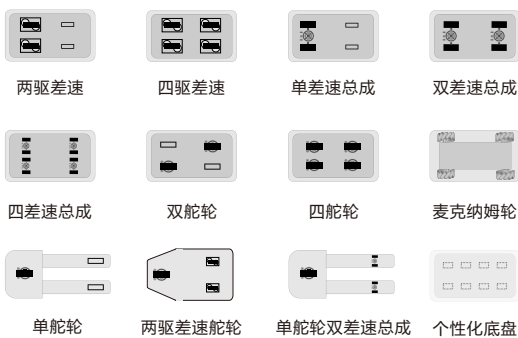 两驱差速
四驱差速
单差速总成
双差速总成
四差速总成
双舵轮
四舵轮
麦克纳姆轮
单舵轮
两驱差速舵轮
单舵轮双差速总成
个性化底盘